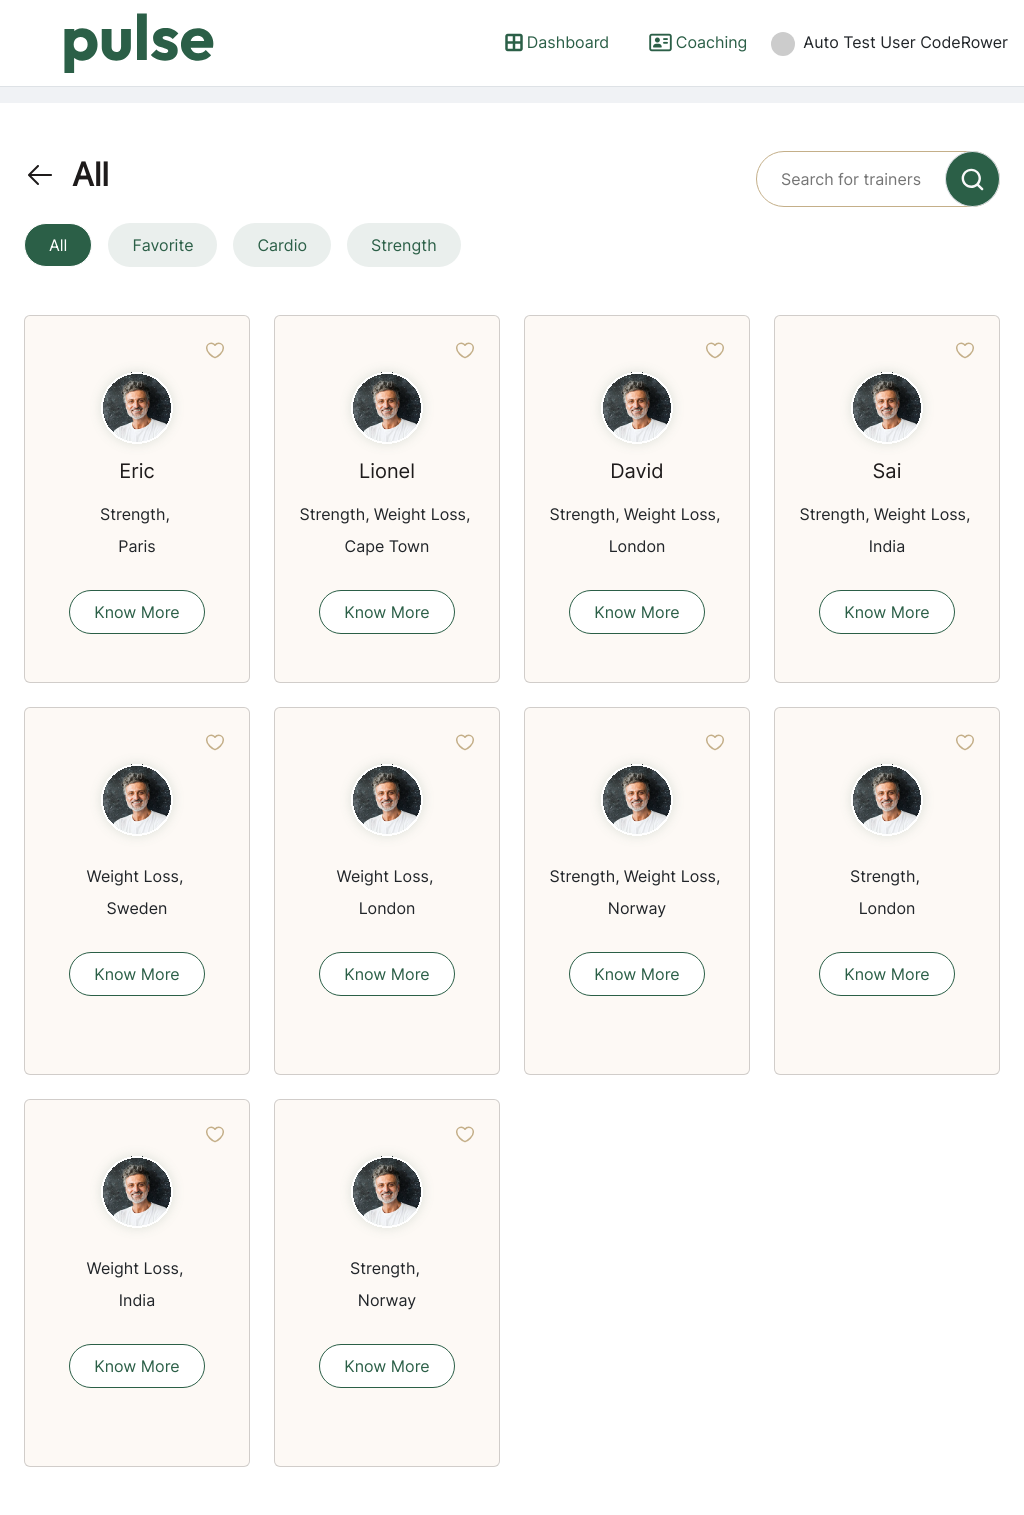 pulse
Dashboard
Coaching
Auto Test User CodeRower
All
Search for trainers
All
Favorite
Cardio
Strength
Eric
Strength,
Paris
Know More
Lionel
Strength, Weight Loss,
Cape Town
Know More
David
Strength, Weight Loss,
London
Know More
Sai
Strength, Weight Loss,
India
Know More
Weight Loss,
Sweden
Know More
Weight Loss,
London
Know More
Strength, Weight Loss,
Norway
Know More
Strength,
London
Know More
Weight Loss,
India
Know More
Strength,
Norway
Know More